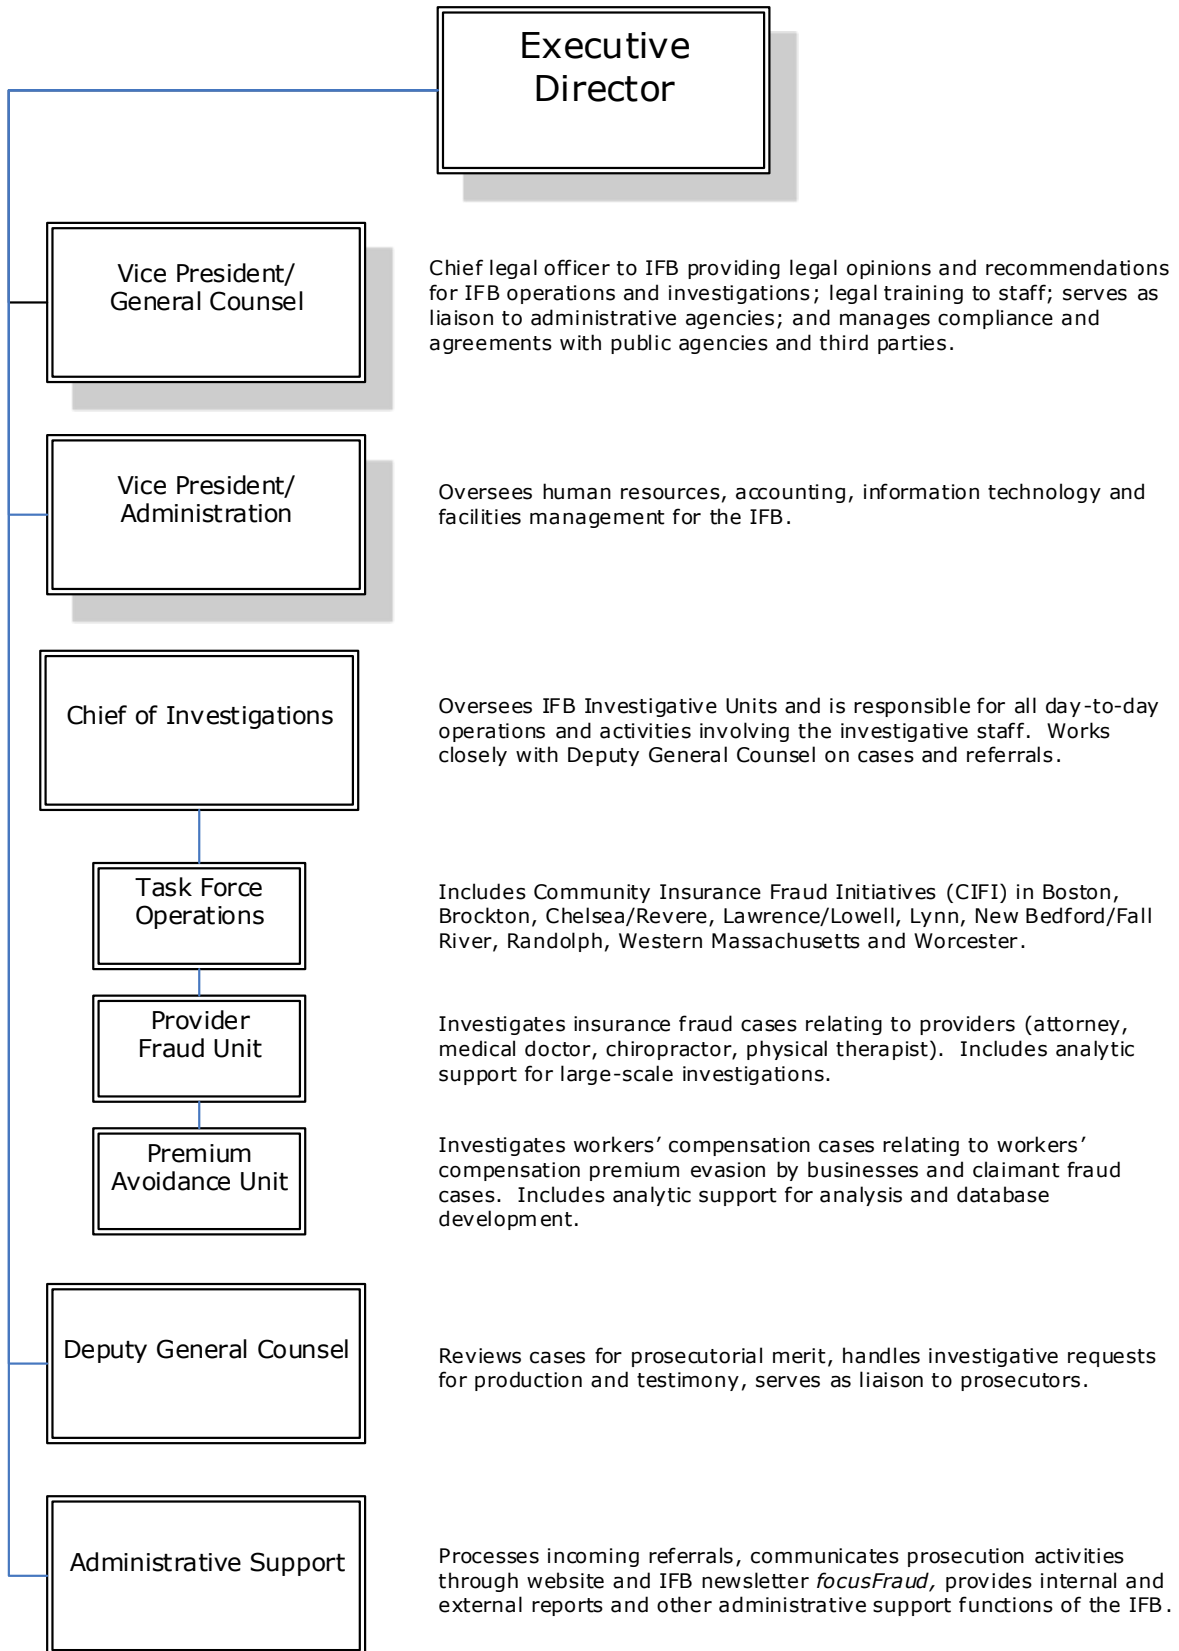 Executive
Director
Vice President/
General Counsel
Chief legal officer to IFB providing legal opinions and recommendations
for IFB operations and investigations; legal training to staff; serves as
liaison to administrative agencies; and manages compliance and
agreements with public agencies and third parties.
Vice President/
Administration
Oversees human resources, accounting, information technology and
facilities management for the IFB.
Chief of Investigations
Oversees IFB Investigative Units and is responsible for all day-to-day
operations and activities involving the investigative staff. Works
closely with Deputy General Counsel on cases and referrals.
Task Force
Operations
Includes Community Insurance Fraud Initiatives (CIFI) in Boston,
Brockton, Chelsea/Revere, Lawrence/Lowell, Lynn, New Bedford/Fall
River, Randolph, Western Massachusetts and Worcester.
Provider
Fraud Unit
Investigates insurance fraud cases relating to providers (attorney,
medical doctor, chiropractor, physical therapist). Includes analytic
support for large-scale investigations.
Premium
Avoidance Unit
Investigates workers’ compensation cases relating to workers’
compensation premium evasion by businesses and claimant fraud
cases. Includes analytic support for analysis and database
development.
Deputy General Counsel
Reviews cases for prosecutorial merit, handles investigative requests
for production and testimony, serves as liaison to prosecutors.
Administrative Support
Processes incoming referrals, communicates prosecution activities
through website and IFB newsletter focusFraud, provides internal and
external reports and other administrative support functions of the IFB.